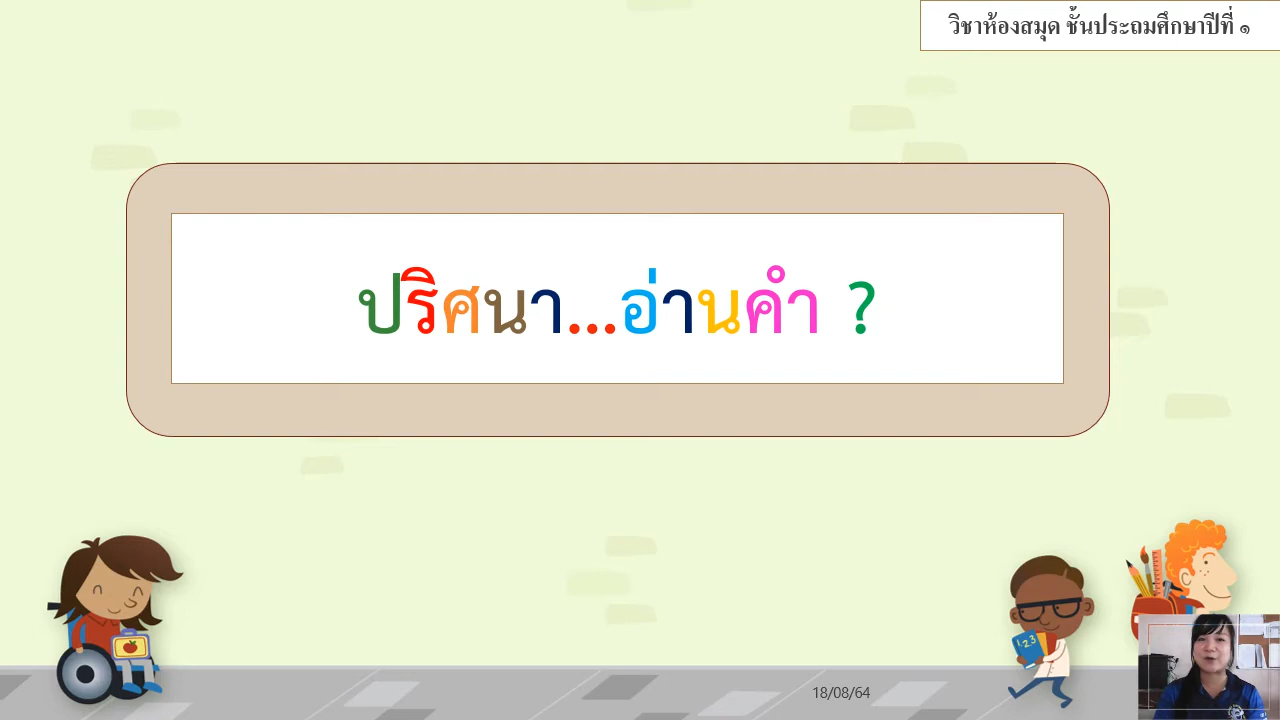 วิชาห้องสมุด ชั้นประถมศึกษาปีที่ ๑
ปริศนา...อ่านคำ ?
123
18/08/64